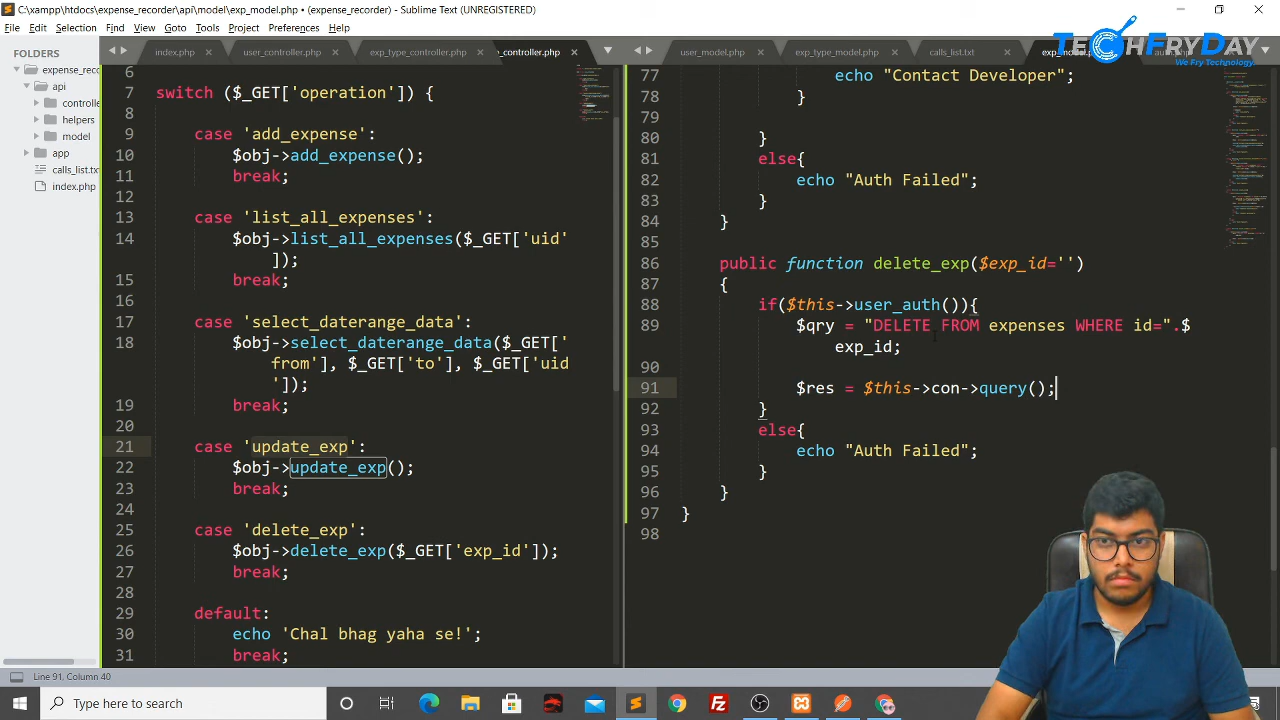 C:\xampp\htdocs\expense_recorder\api\model\exp_model.php • (expense_recorder) - Sublime Text (UNREGISTERED)
File Edit Selection Find View Goto Tools Project Preferences Help
TECHFRYDAY
We Fry Technology.
FOLDERS
expense_reco
api
controlle
model
app
calls_list.txt
index.php
index.php
user_controller.php
exp_type_controller.php
_controller.php
6
7 switch ($_GET['operation']) {
8
9 case 'add_expense':
10 $obj->add_expense();
11 break;
12
13 case 'list_all_expenses':
14 $obj->list_all_expenses($_GET['uid'
]);
15 break;
16
17 case 'select_daterange_data':
18 $obj->select_daterange_data($_GET['
from'], $_GET['to'], $_GET['uid
']);
19 break;
20
21 case 'update_exp':
22 $obj->update_exp();
23 break;
24
25 case 'delete_exp':
26 $obj->delete_exp($_GET['exp_id']);
27 break;
28
29 default:
30 echo 'Chal bhag yaha se!';
31 break;
user_model.php
exp_type_model.php
calls_list.txt
77 echo "Contact Developer";
78 }
79
80 }
81 else{
82 echo "Auth Failed";
83 }
84 }
85
86 public function delete_exp($exp_id='')
87 {
88 if($this->user_auth()){
89 $qry = "DELETE FROM expenses WHERE id=".$
exp_id;
90
91 $res = $this->con->query();
92 }
93 else{
94 echo "Auth Failed";
95 }
96 }
97 }
98
Line 91, Column 40
Type here to search